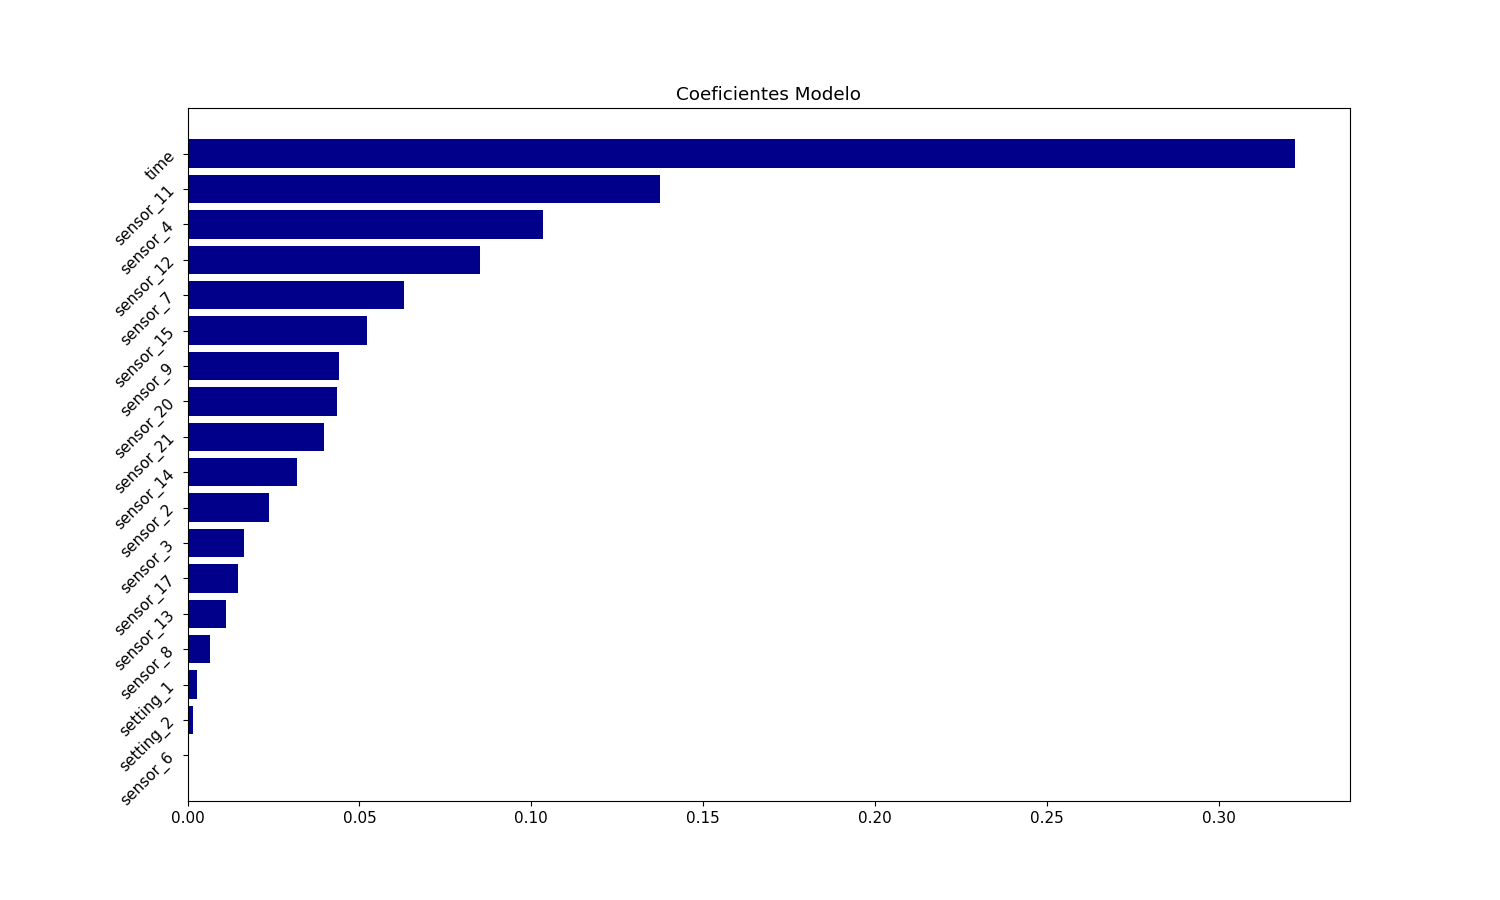 Coeficientes Modelo
time
sensor_11
sensor_4
sensor_12
sensor_7
sensor_15
sensor_9
sensor_20
sensor_21
sensor_14
sensor_2
sensor_3
sensor_17
sensor_13
sensor_8
setting_1
setting_2
sensor_6
0.00 0.05 0.10 0.15 0.20 0.25 0.30